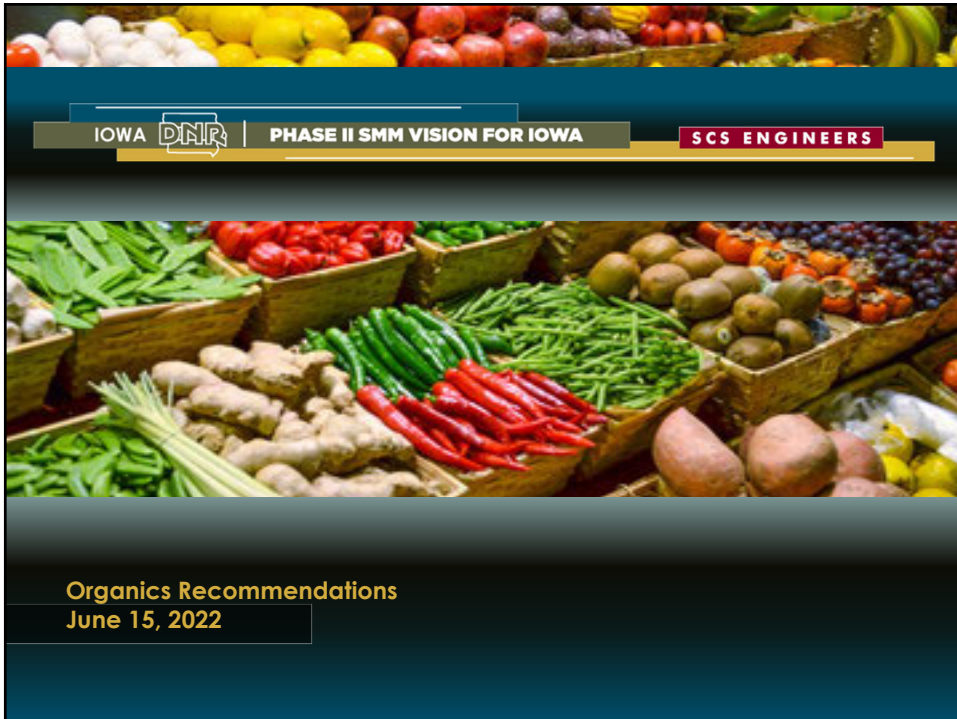 IOWA DNR | PHASE II SMM VISION FOR IOWA
SCS ENGINEERS
Organics Recommendations
June 15, 2022